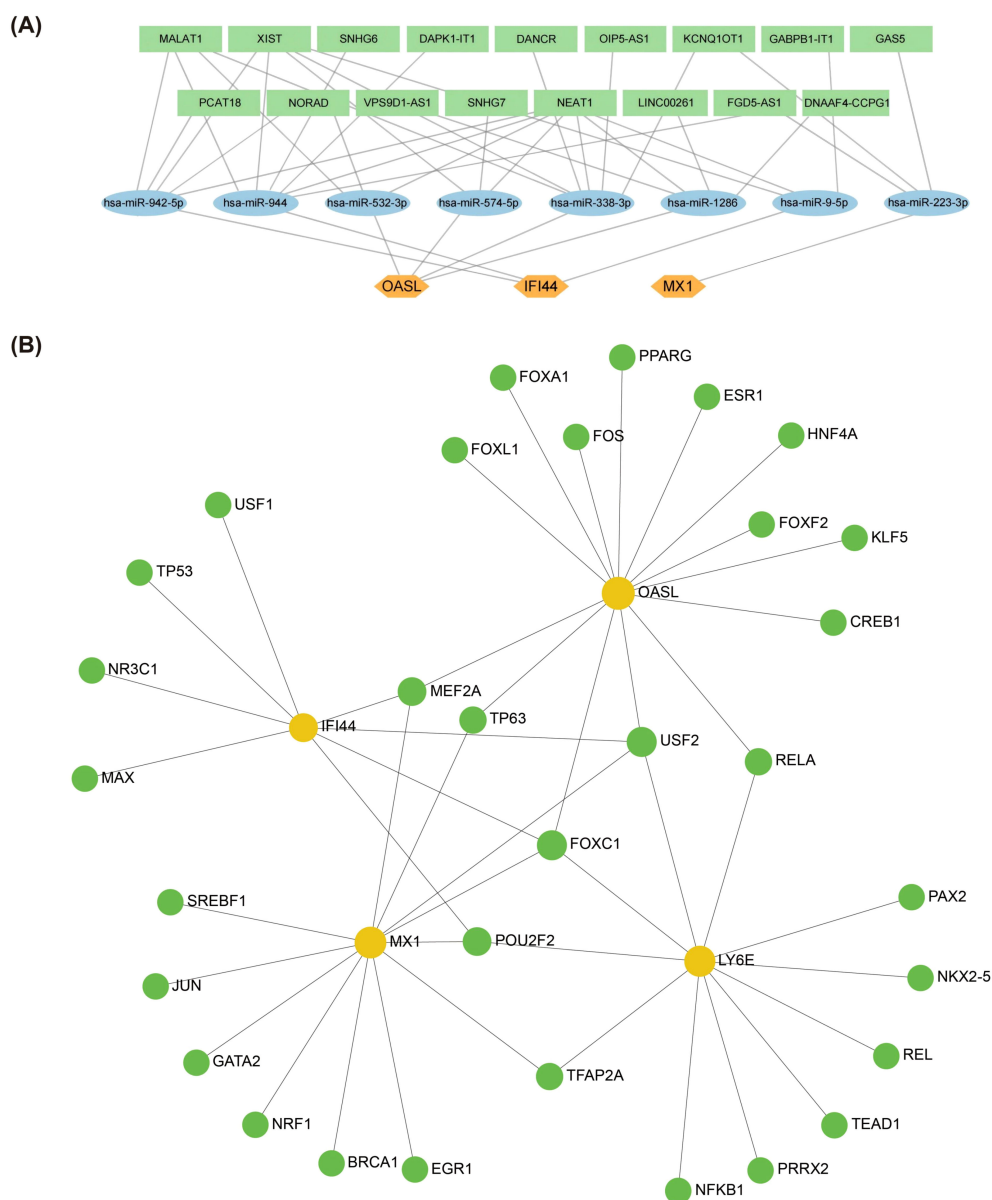 (A)
MALAT1 XIST SNHG6 DAPK1-IT1 DANCR OIP5-AS1 KCNQ1OT1 GABPB1-IT1 GAS5
PCAT18 NORAD VPS9D1-AS1 SNHG7 NEAT1 LINC00261 FGD5-AS1 DNAAF4-CCPG1
hsa-miR-942-5p hsa-miR-944 hsa-miR-532-3p hsa-miR-574-5p hsa-miR-338-3p hsa-miR-1286 hsa-miR-9-5p hsa-miR-223-3p
OASL IFI44 MX1
(B)
PPARG
FOXA1
ESR1
FOS
HNF4A
FOXL1
USF1
FOXF2
KLF5
TP53
OASL
CREB1
NR3C1
MEF2A
TP63
IFI44
USF2
RELA
MAX
FOXC1
PAX2
SREBF1
MX1
POU2F2
LY6E
NKX2-5
JUN
REL
GATA2
TFAP2A
NRF1
TEAD1
BRCA1
EGR1
PRRX2
NFKB1